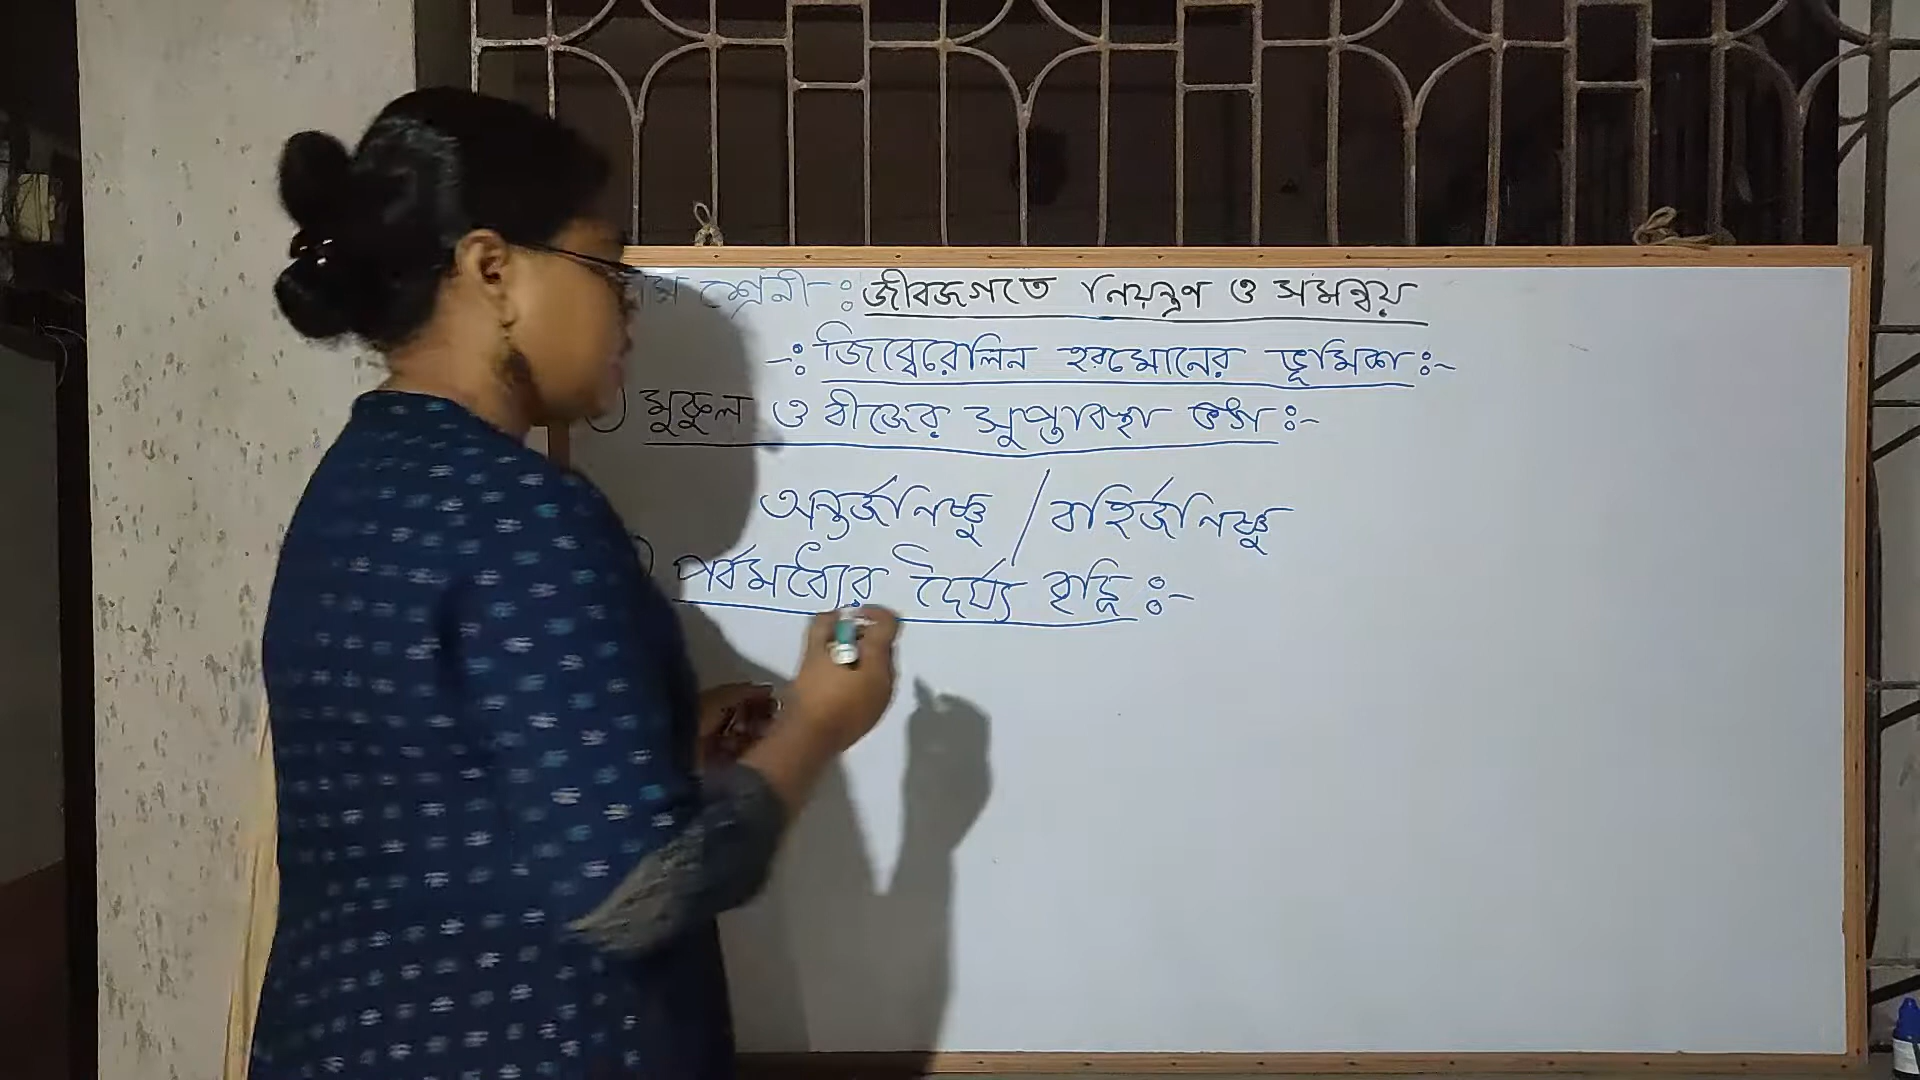 শ্রেনী-: জীবজগতে নিয়ন্ত্রণ ও সমন্বয়
-: জিব্বেরেলিন হরমোনের ভূমিকা :-
) মুকুল ও বীজের সুপ্তাবস্থা ভঙ্গ :-
অন্তর্জনিষ্ণু / বহির্জনিষ্ণু
) পর্বমধ্যের দৈর্ঘ্য বৃদ্ধি :-